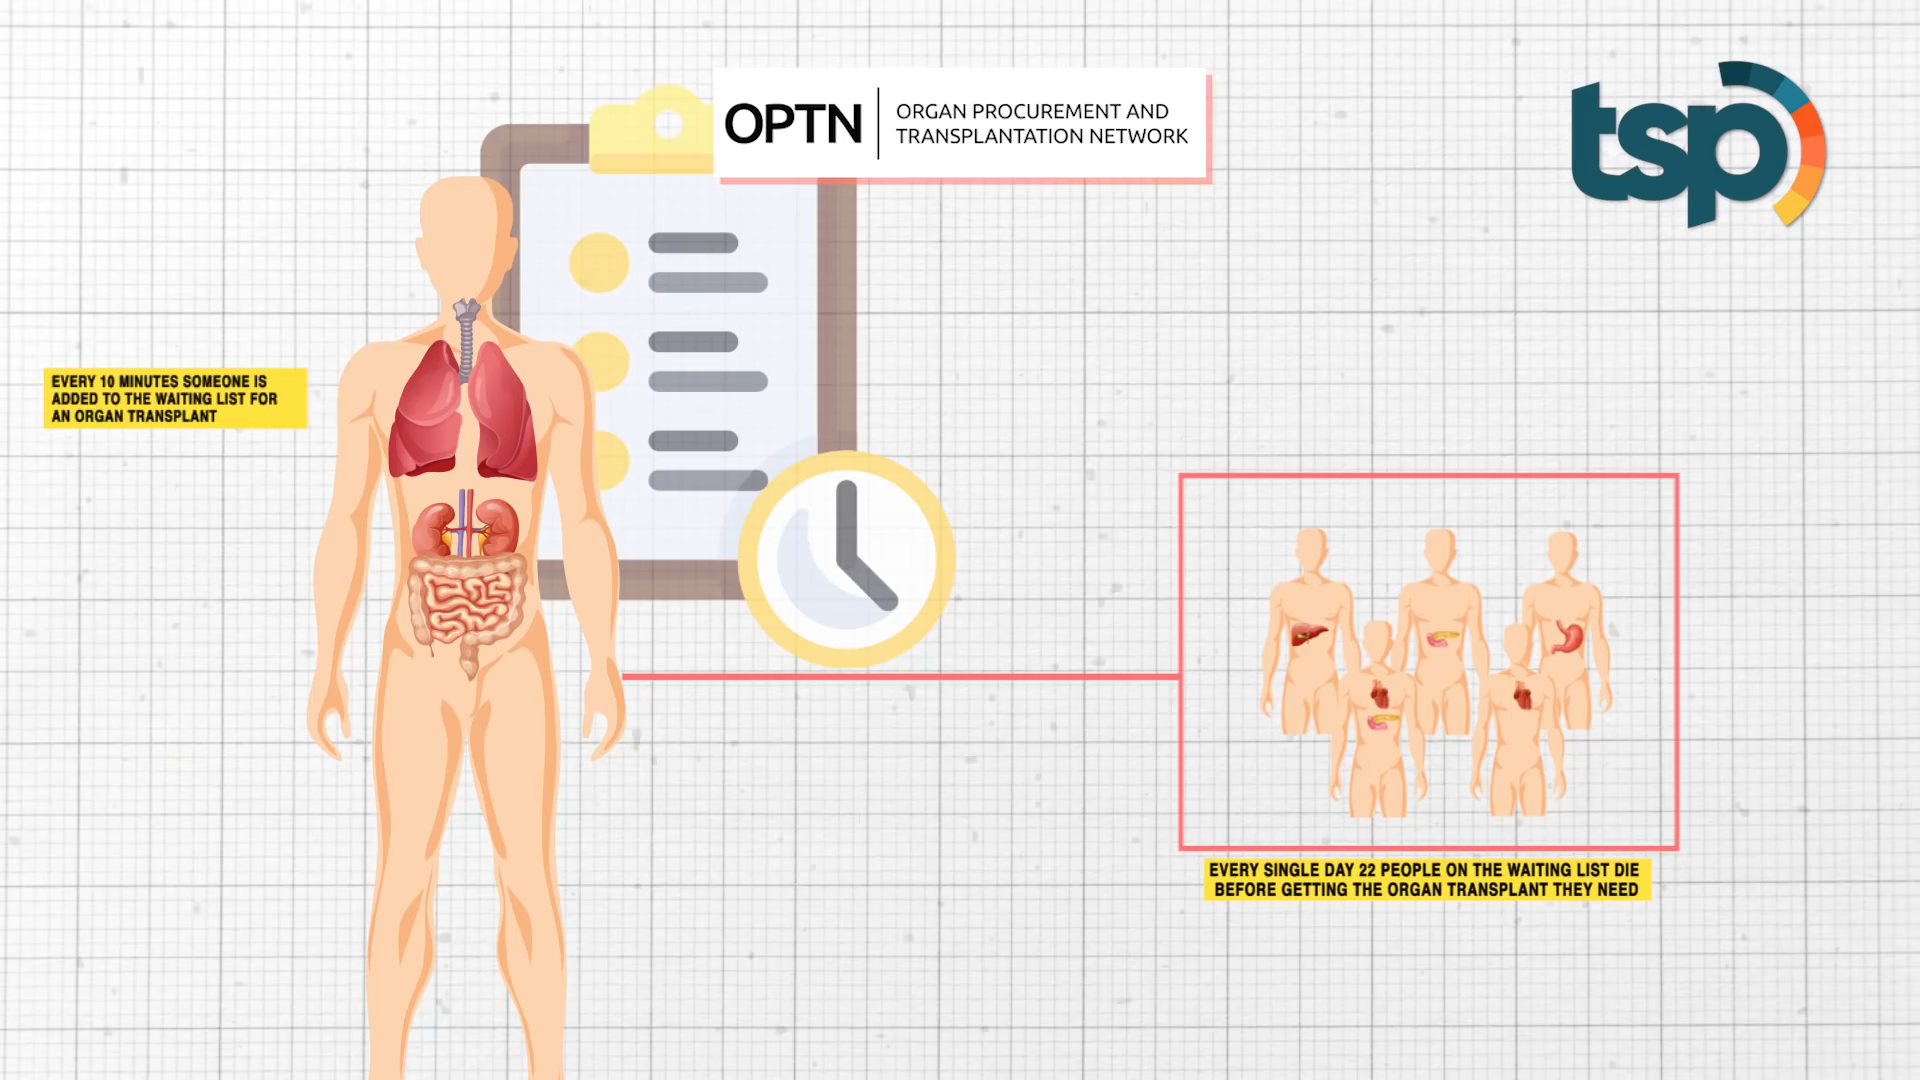 OPTN
ORGAN PROCUREMENT AND
TRANSPLANTATION NETWORK
tsp
EVERY 10 MINUTES SOMEONE IS
ADDED TO THE WAITING LIST FOR
AN ORGAN TRANSPLANT
EVERY SINGLE DAY 22 PEOPLE ON THE WAITING LIST DIE
BEFORE GETTING THE ORGAN TRANSPLANT THEY NEED